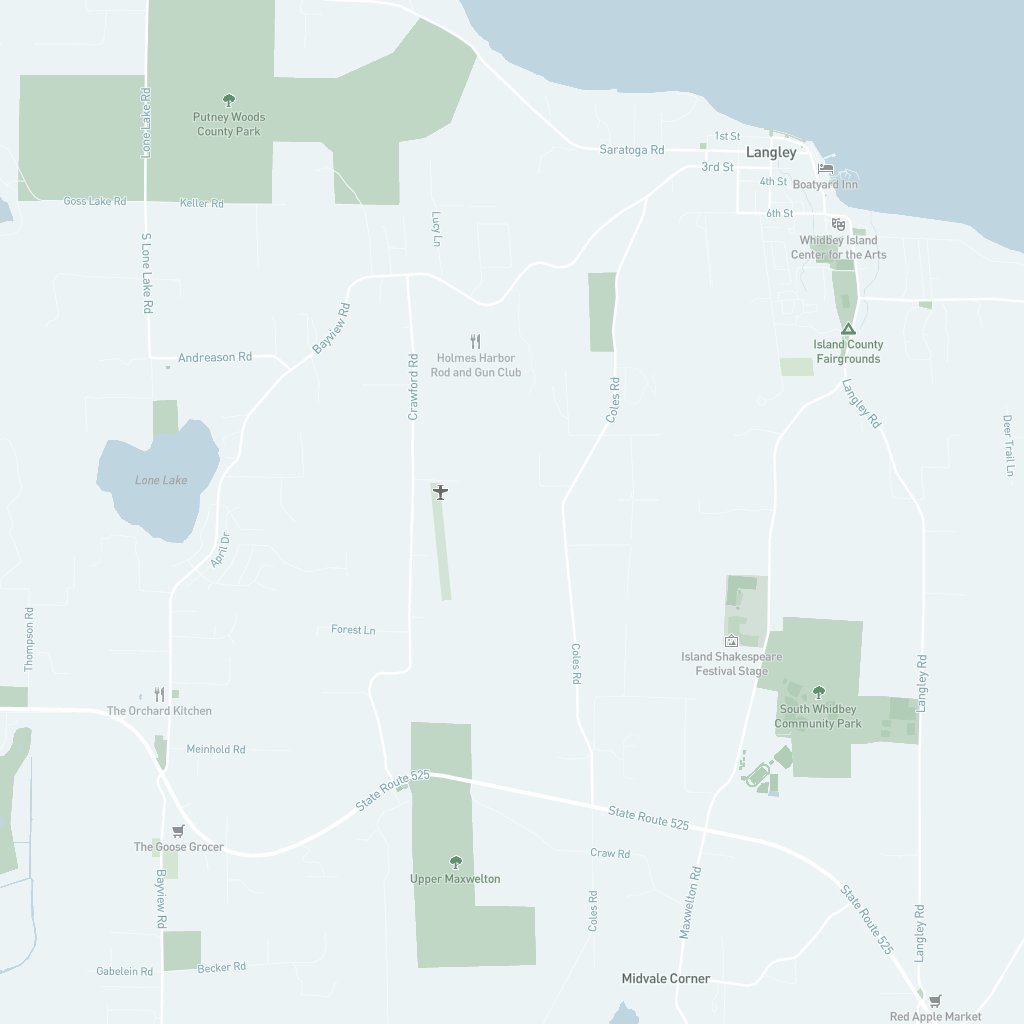 Lone Lake Rd
Putney Woods
County Park
Saratoga Rd
1st St
Langley
3rd St
4th St
Boatyard Inn
Goss Lake Rd
Keller Rd
Lucy Ln
6th St
Whidbey Island
Center for the Arts
S Lone Lake Rd
Bayview Rd
Andreason Rd
Holmes Harbor
Rod and Gun Club
Island County
Fairgrounds
Crawford Rd
Coles Rd
Langley Rd
Deer Trail Ln
Lone Lake
April Dr
Thompson Rd
Forest Ln
Coles Rd
Island Shakespeare
Festival Stage
Langley Rd
The Orchard Kitchen
South Whidbey
Community Park
Meinhold Rd
State Route 525
State Route 525
The Goose Grocer
Craw Rd
Upper Maxwelton
Bayview Rd
Coles Rd
Maxwelton Rd
State Route 525
Langley Rd
Gabelein Rd
Becker Rd
Midvale Corner
Red Apple Market